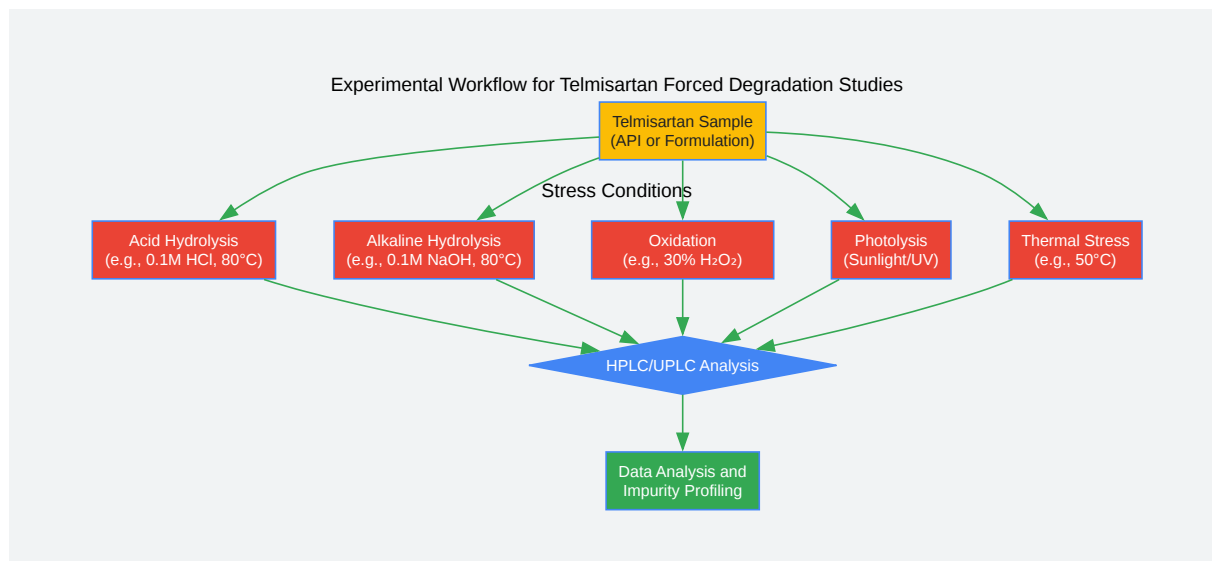 Experimental Workflow for Telmisartan Forced Degradation Studies
Telmisartan Sample
(API or Formulation)
Stress Conditions
Acid Hydrolysis
(e.g., 0.1M HCl, 80°C)
Alkaline Hydrolysis
(e.g., 0.1M NaOH, 80°C)
Oxidation
(e.g., 30% H₂O₂)
Photolysis
(Sunlight/UV)
Thermal Stress
(e.g., 50°C)
HPLC/UPLC Analysis
Data Analysis and
Impurity Profiling